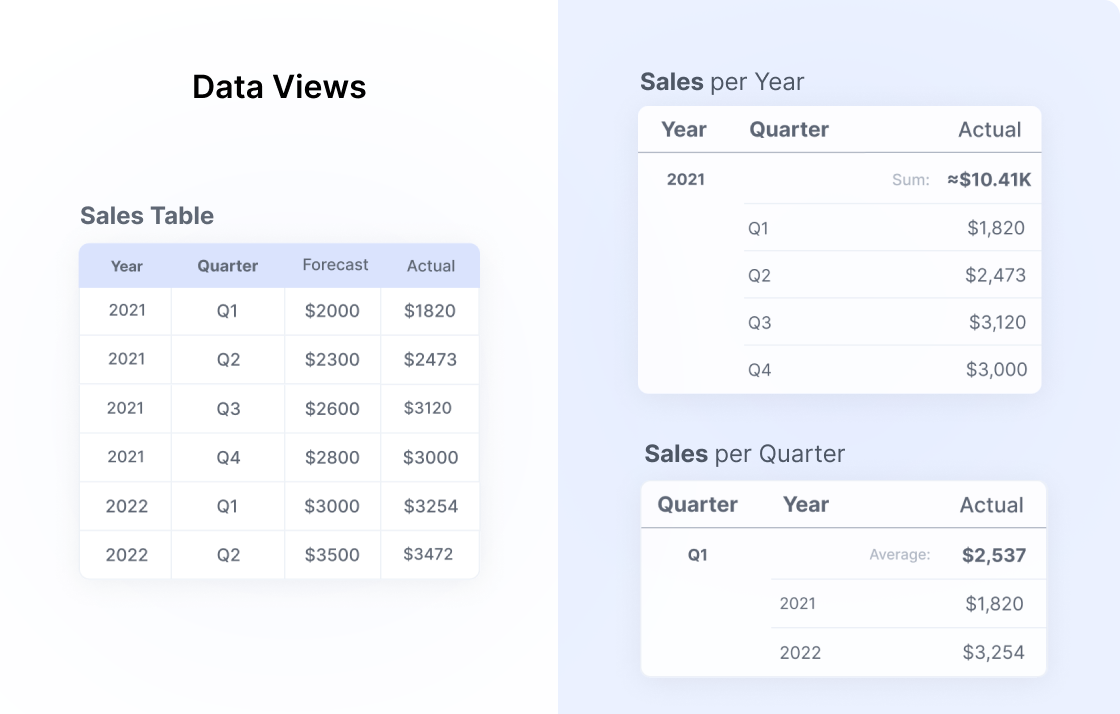 Data Views
Sales Table
Year Quarter Forecast Actual
2021 Q1 $2000 $1820
2021 Q2 $2300 $2473
2021 Q3 $2600 $3120
2021 Q4 $2800 $3000
2022 Q1 $3000 $3254
2022 Q2 $3500 $3472
Sales per Year
Year Quarter Actual
2021 Sum: ≈$10.41K
Q1 $1,820
Q2 $2,473
Q3 $3,120
Q4 $3,000
Sales per Quarter
Quarter Year Actual
Q1 Average: $2,537
2021 $1,820
2022 $3,254